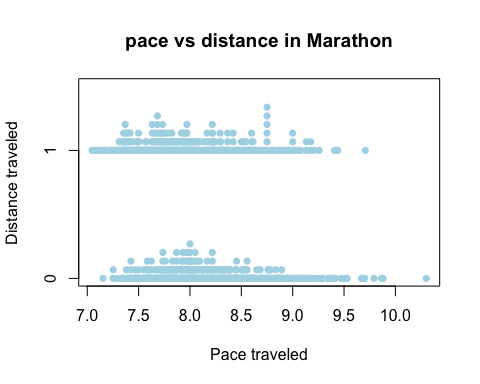 pace vs distance in Marathon
Distance traveled
1
0
7.0 7.5 8.0 8.5 9.0 9.5 10.0
Pace traveled